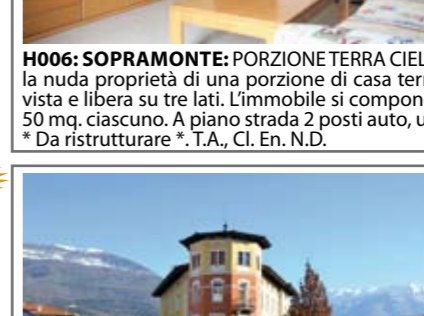 H006: SOPRAMONTE: PORZIONE TERRA CIEL
la nuda proprietà di una porzione di casa terr
vista e libera su tre lati. L'immobile si compon
50 mq. ciascuno. A piano strada 2 posti auto, u
* Da ristrutturare *. T.A., Cl. En. N.D.